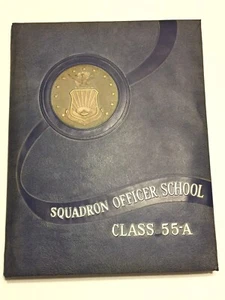 SQUADRON OFFICER SCHOOL
CLASS 55-A